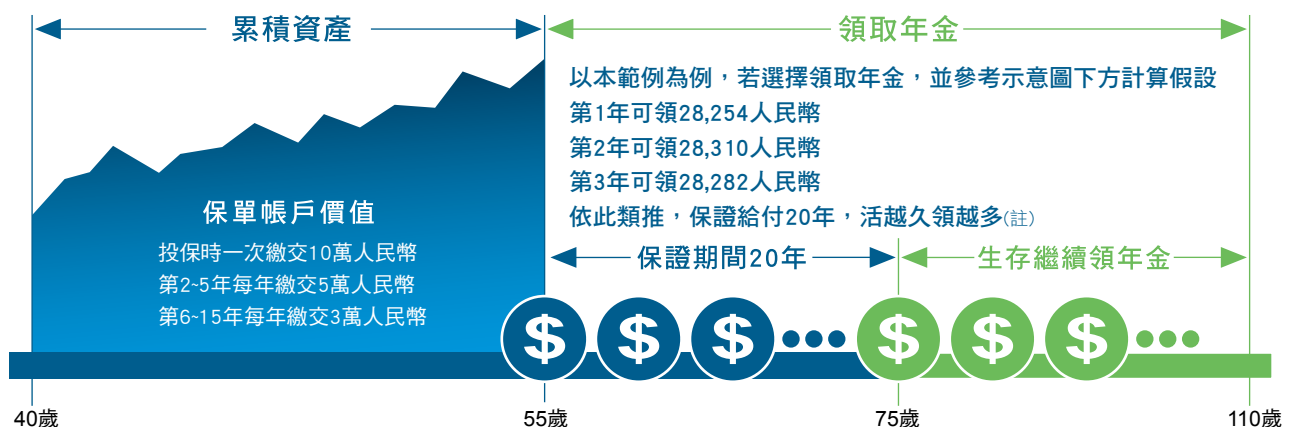 累積資產
領取年金
以本範例為例，若選擇領取年金，並參考示意圖下方計算假設
第1年可領28,254人民幣
第2年可領28,310人民幣
第3年可領28,282人民幣
依此類推，保證給付20年，活越久領越多(註)
保單帳戶價值
投保時一次繳交10萬人民幣
第2~5年每年繳交5萬人民幣
第6~15年每年繳交3萬人民幣
保證期間20年
生存繼續領年金
$ $ $ $ $ $
40歲
55歲
75歲
110歲